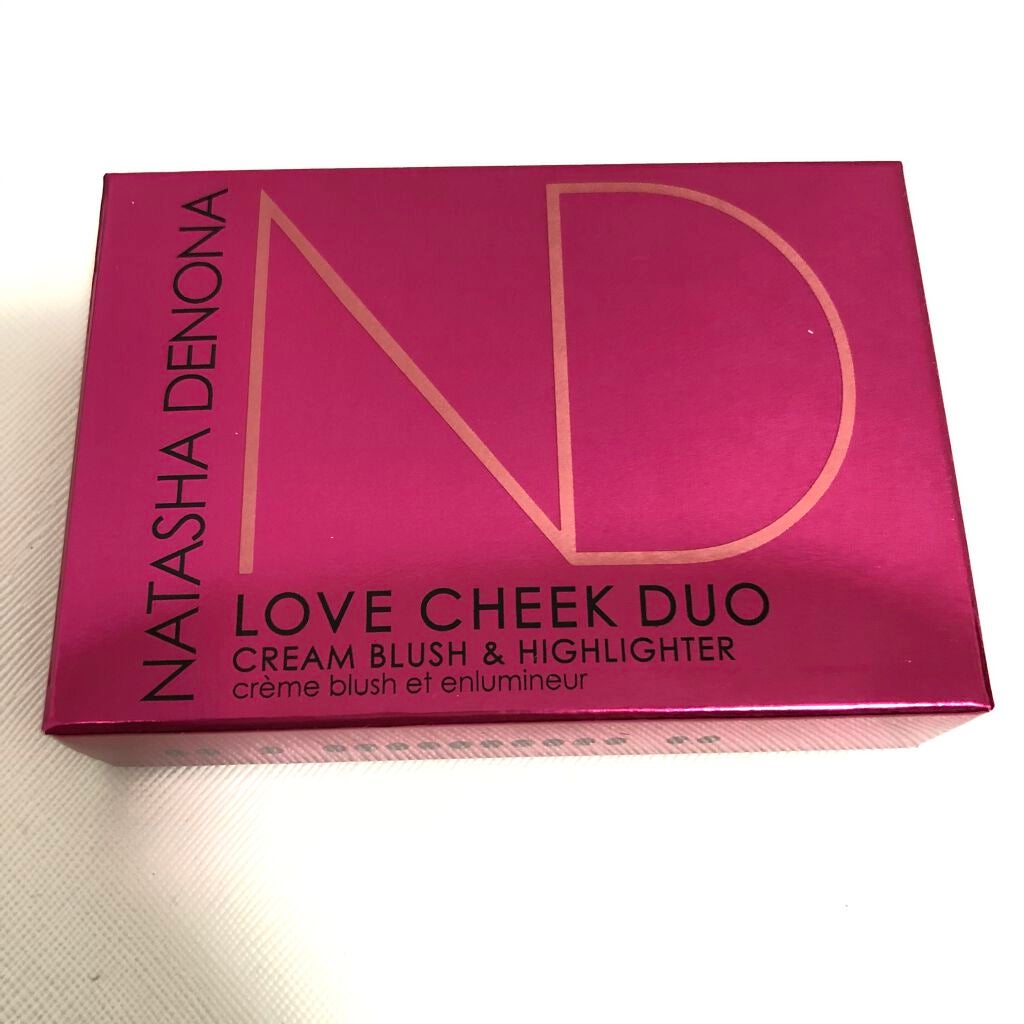 NATASHA DENONA
ND
LOVE CHEEK DUO
CREAM BLUSH & HIGHLIGHTER
crème blush et enlumineur